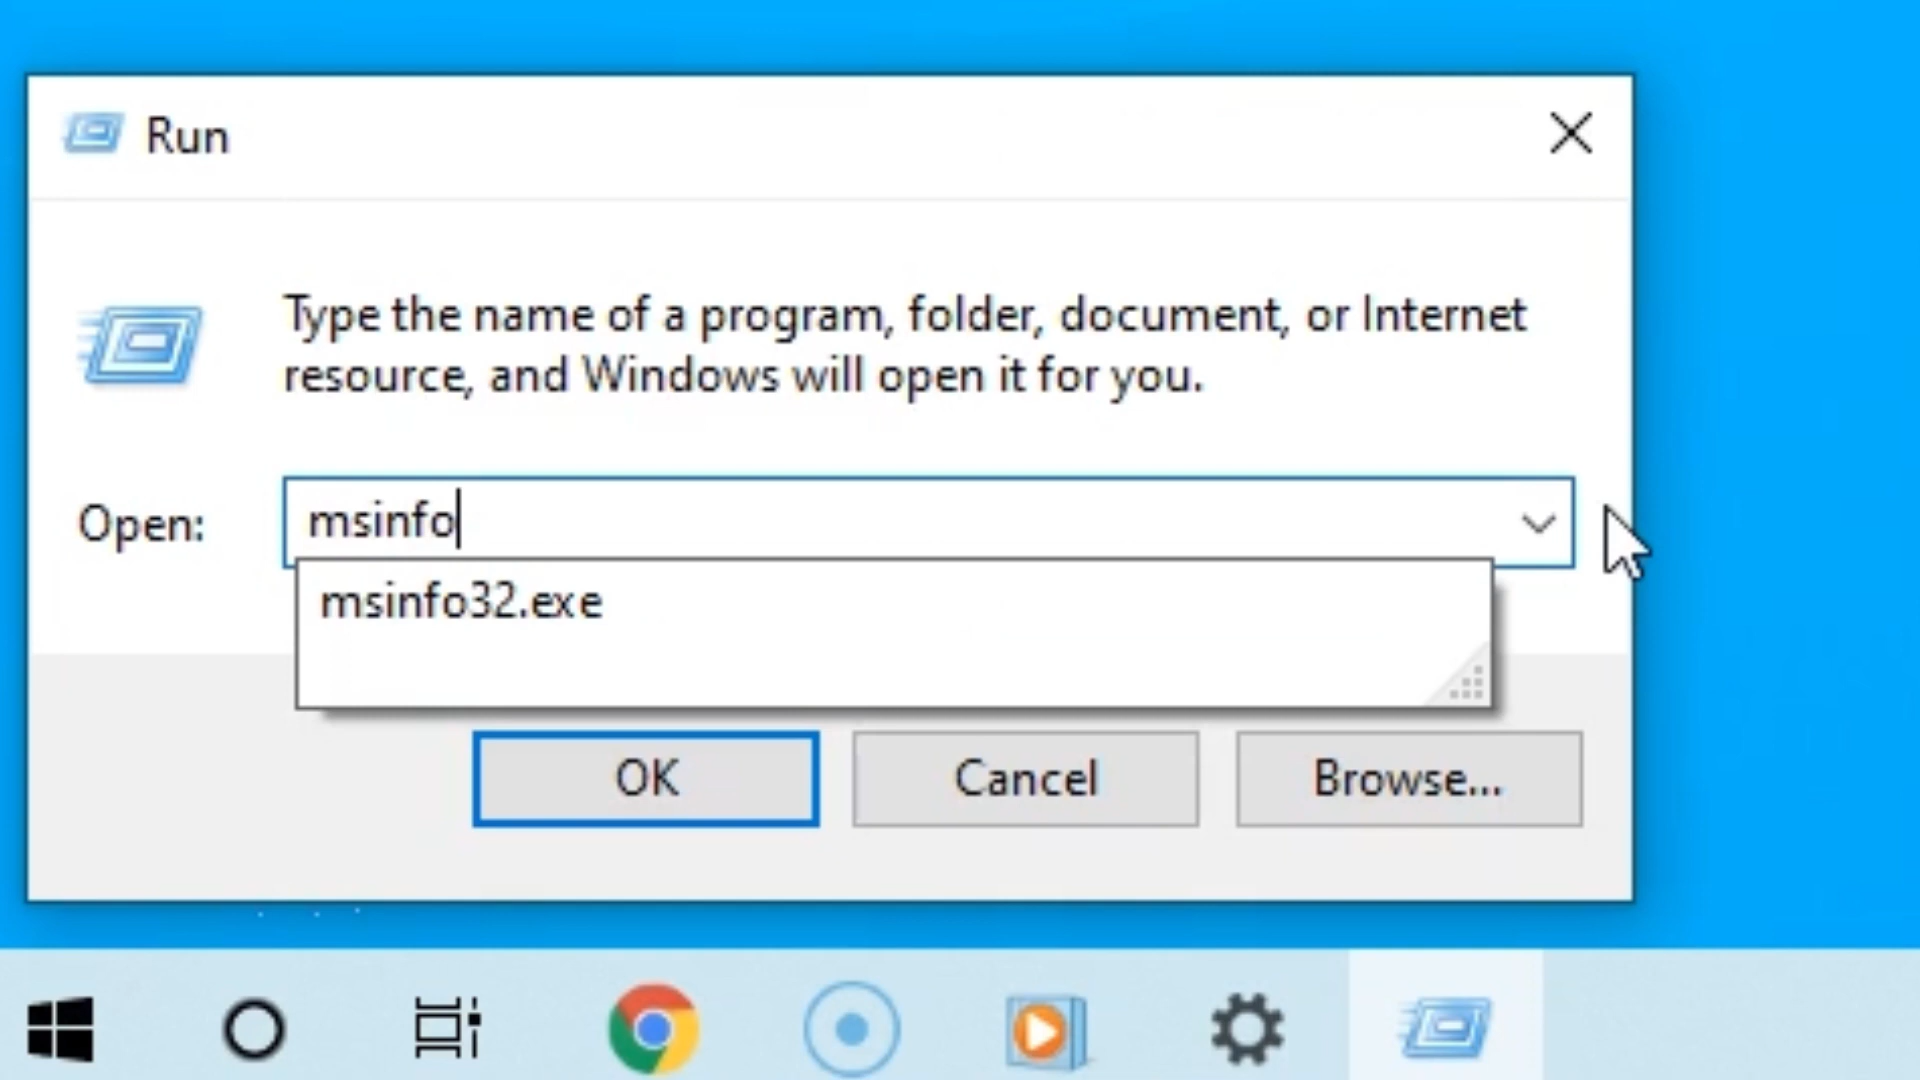 Run
Type the name of a program, folder, document, or Internet
resource, and Windows will open it for you.
Open:
msinfo
msinfo32.exe
OK
Cancel
Browse...